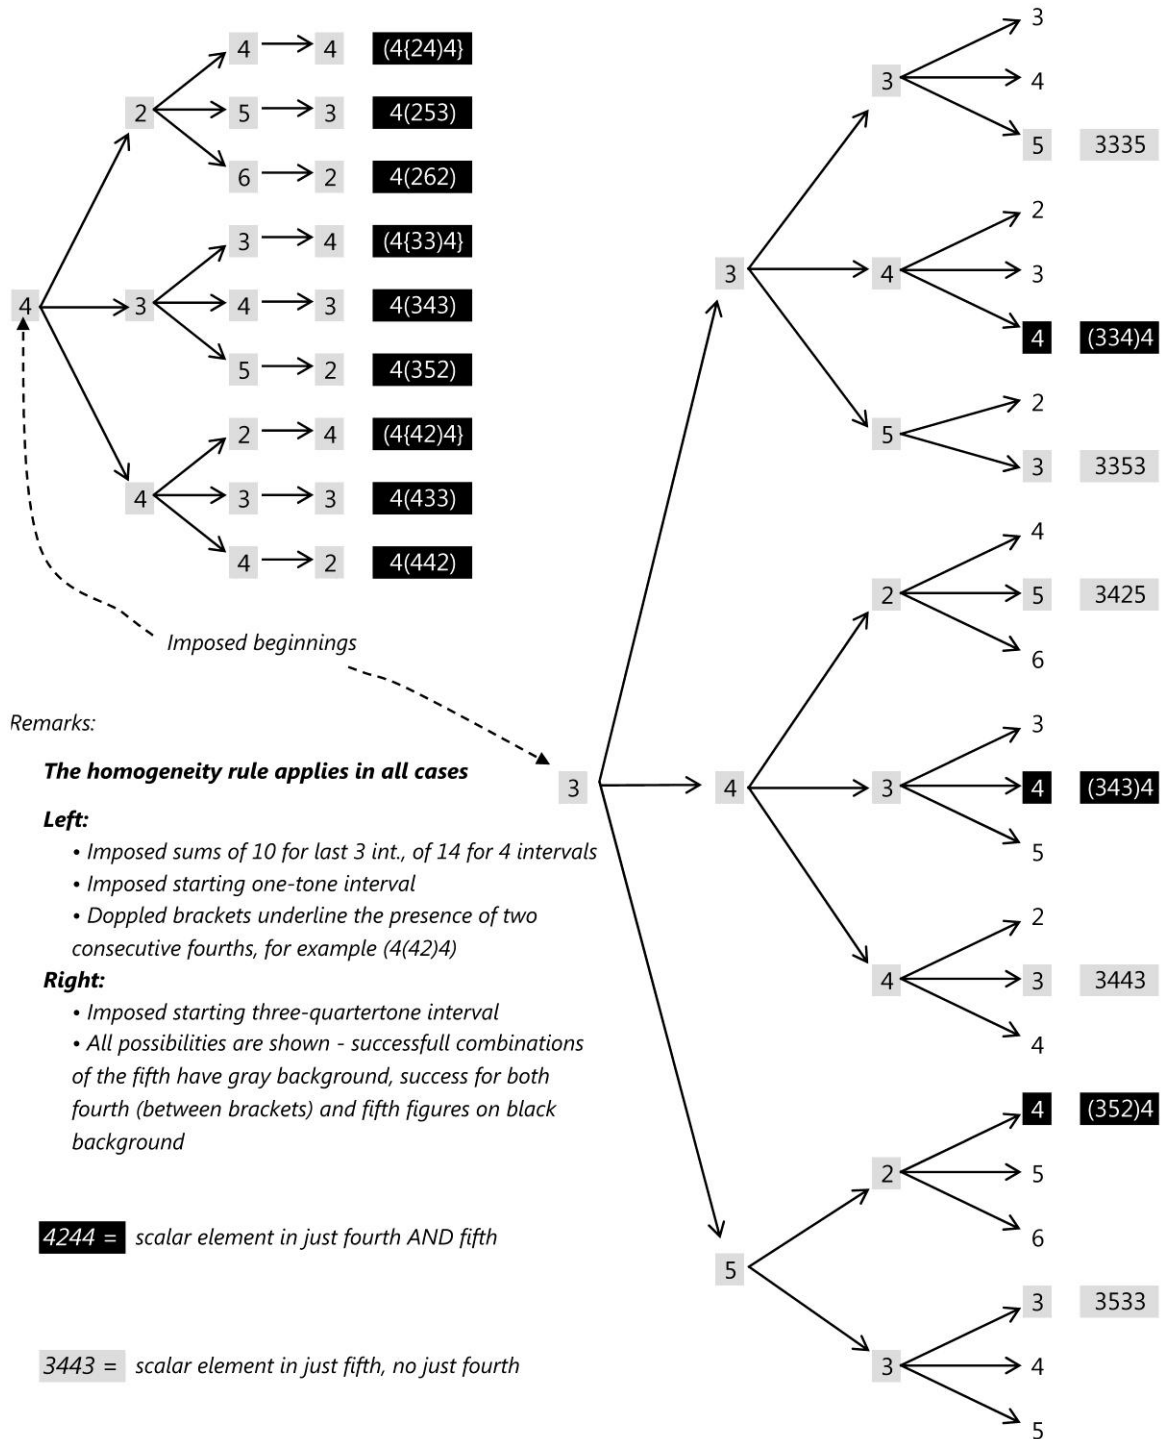 4 4 (4{24)4}
2 5 3 4(253)
6 2 4(262)
3 4 (4{33)4}
4 3 4 3 4(343)
5 2 4(352)
2 4 (4{42)4}
4 3 3 4(433)
4 2 4(442)
Imposed beginnings
Remarks:
The homogeneity rule applies in all cases
Left:
• Imposed sums of 10 for last 3 int., of 14 for 4 intervals
• Imposed starting one-tone interval
• Doppled brackets underline the presence of two
consecutive fourths, for example (4(42)4)
Right:
• Imposed starting three-quartertone interval
• All possibilities are shown - successfull combinations
of the fifth have gray background, success for both
fourth (between brackets) and fifth figures on black
background
4244 = scalar element in just fourth AND fifth
3443 = scalar element in just fifth, no just fourth
3
3 4
5 3335
2
3 4 3
4 (334)4
2
5
3 3353
4
2 5 3425
6
3
3 4 3 4 (343)4
5
2
4 3 3443
4
4 (352)4
2 5
6
5
3 3533
3 4
5